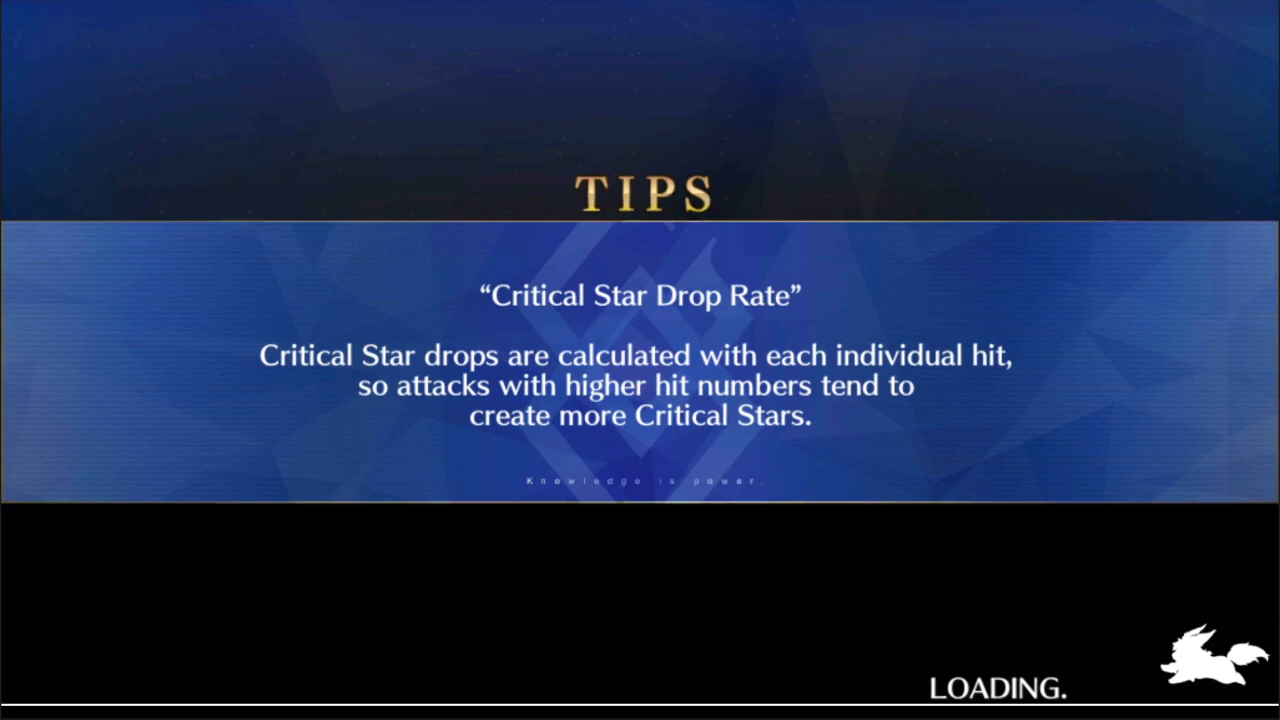 TIPS
“Critical Star Drop Rate”
Critical Star drops are calculated with each individual hit,
so attacks with higher hit numbers tend to
create more Critical Stars.
Knowledge is power.
LOADING.